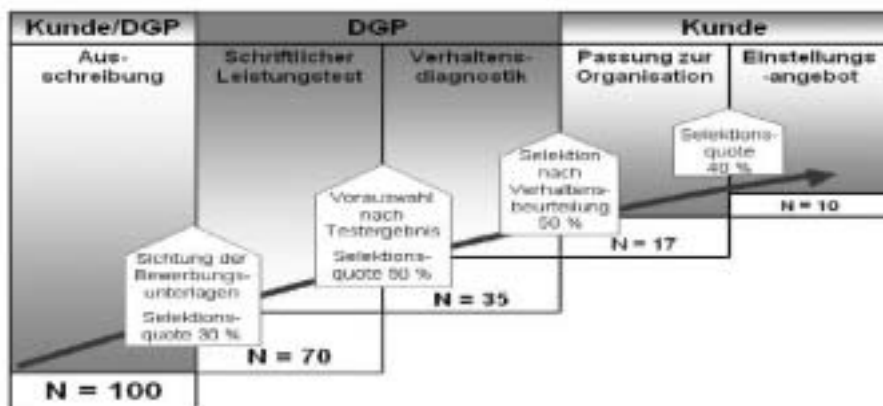 Kunde/DGP
DGP
Kunde
Aus-
schreibung
Schriftlicher
Leistungstest
Verhaltens-
diagnostik
Passung zur
Organisation
Einstellungs
-angebot
Sichtung der
Bewerbungs-
unterlagen
Selektions-
quote 30 %
Vorauswahl
nach
Testergebnis
Selektions-
quote 50 %
Selektion
nach
Verhaltens-
beurteilung
50 %
Selektions-
quote
40 %
N = 100
N = 70
N = 35
N = 17
N = 10